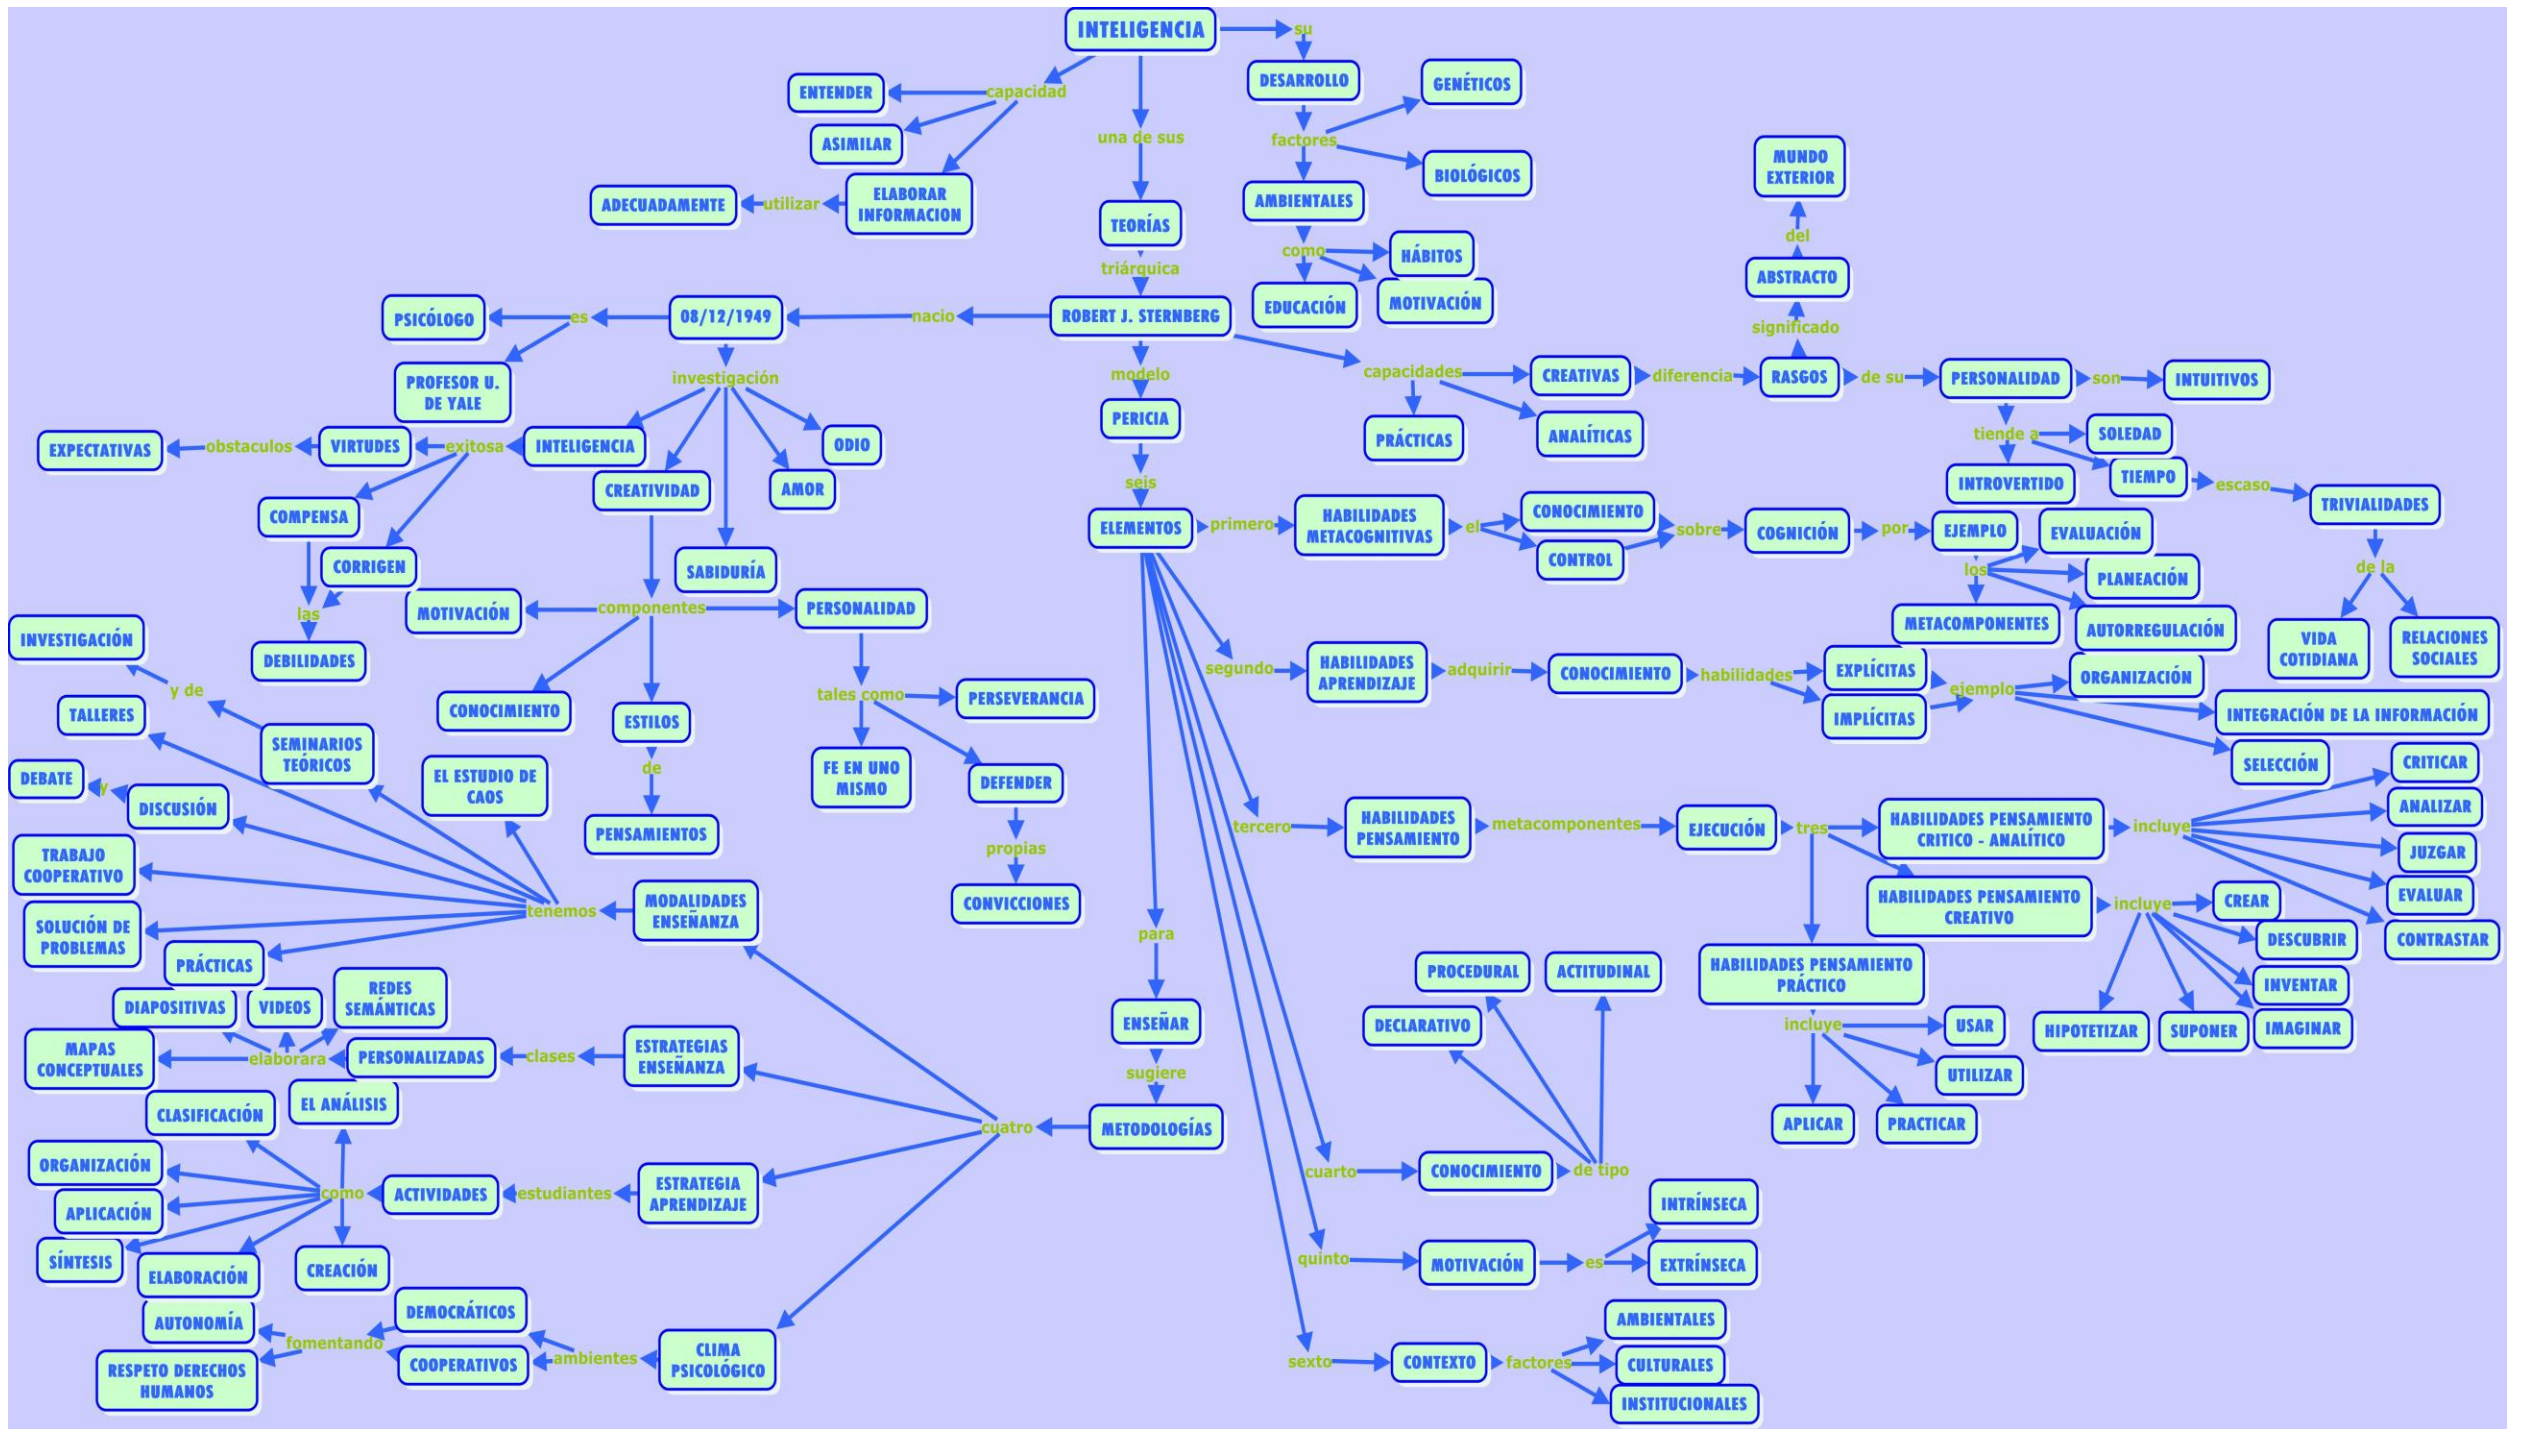 INTELIGENCIA
su
DESARROLLO
GENÉTICOS
ENTENDER
capacidad
ASIMILAR
una de sus
factores
BIOLÓGICOS
MUNDO
EXTERIOR
ELABORAR
INFORMACION
utilizar
ADECUADAMENTE
TEORÍAS
AMBIENTALES
del
como
HÁBITOS
triárquica
ABSTRACTO
EDUCACIÓN
MOTIVACIÓN
PSICÓLOGO
es
08/12/1949
nacio
ROBERT J. STERNBERG
significado
PROFESOR U.
DE YALE
investigación
modelo
capacidades
CREATIVAS
diferencia
RASGOS
de su
PERSONALIDAD
son
INTUITIVOS
PERICIA
PRÁCTICAS
ANALÍTICAS
tiende a
SOLEDAD
EXPECTATIVAS
obstaculos
VIRTUDES
exitosa
INTELIGENCIA
ODIO
CREATIVIDAD
AMOR
seis
INTROVERTIDO
TIEMPO
escaso
TRIVIALIDADES
COMPENSA
ELEMENTOS
primero
HABILIDADES
METACOGNITIVAS
el
CONOCIMIENTO
CONTROL
sobre
COGNICIÓN
por
EJEMPLO
EVALUACIÓN
CORRIGEN
SABIDURÍA
los
PLANEACIÓN
de la
las
MOTIVACIÓN
componentes
PERSONALIDAD
METACOMPONENTES
AUTORREGULACIÓN
VIDA
COTIDIANA
RELACIONES
SOCIALES
INVESTIGACIÓN
DEBILIDADES
segundo
HABILIDADES
APRENDIZAJE
adquirir
CONOCIMIENTO
habilidades
EXPLÍCITAS
IMPLÍCITAS
ejemplo
ORGANIZACIÓN
INTEGRACIÓN DE LA INFORMACIÓN
SELECCIÓN
y de
tales como
PERSEVERANCIA
TALLERES
CONOCIMIENTO
ESTILOS
SEMINARIOS
TEÓRICOS
de
FE EN UNO
MISMO
DEFENDER
DEBATE
y
DISCUSIÓN
EL ESTUDIO DE
CAOS
PENSAMIENTOS
propias
CONVICCIONES
tercero
HABILIDADES
PENSAMIENTO
metacomponentes
EJECUCIÓN
tres
HABILIDADES PENSAMIENTO
CRITICO - ANALÍTICO
incluye
CRITICAR
ANALIZAR
JUZGAR
EVALUAR
CONTRASTAR
HABILIDADES PENSAMIENTO
CREATIVO
incluye
CREAR
DESCUBRIR
INVENTAR
IMAGINAR
SUPONER
HIPOTETIZAR
HABILIDADES PENSAMIENTO
PRÁCTICO
incluye
USAR
UTILIZAR
PRACTICAR
APLICAR
TRABAJO
COOPERATIVO
SOLUCIÓN DE
PROBLEMAS
PRÁCTICAS
tenemos
MODALIDADES
ENSEÑANZA
para
ENSEÑAR
sugiere
METODOLOGÍAS
cuatro
DIAPOSITIVAS
VIDEOS
REDES
SEMÁNTICAS
MAPAS
CONCEPTUALES
elaborara
PERSONALIZADAS
clases
ESTRATEGIAS
ENSEÑANZA
PROCEDURAL
ACTITUDINAL
DECLARATIVO
cuarto
CONOCIMIENTO
de tipo
CLASIFICACIÓN
EL ANÁLISIS
ORGANIZACIÓN
APLICACIÓN
SÍNTESIS
ELABORACIÓN
CREACIÓN
como
ACTIVIDADES
estudiantes
ESTRATEGIA
APRENDIZAJE
quinto
MOTIVACIÓN
es
INTRÍNSECA
EXTRÍNSECA
AUTONOMÍA
RESPETO DERECHOS
HUMANOS
fomentando
DEMOCRÁTICOS
COOPERATIVOS
ambientes
CLIMA
PSICOLÓGICO
sexto
CONTEXTO
factores
AMBIENTALES
CULTURALES
INSTITUCIONALES